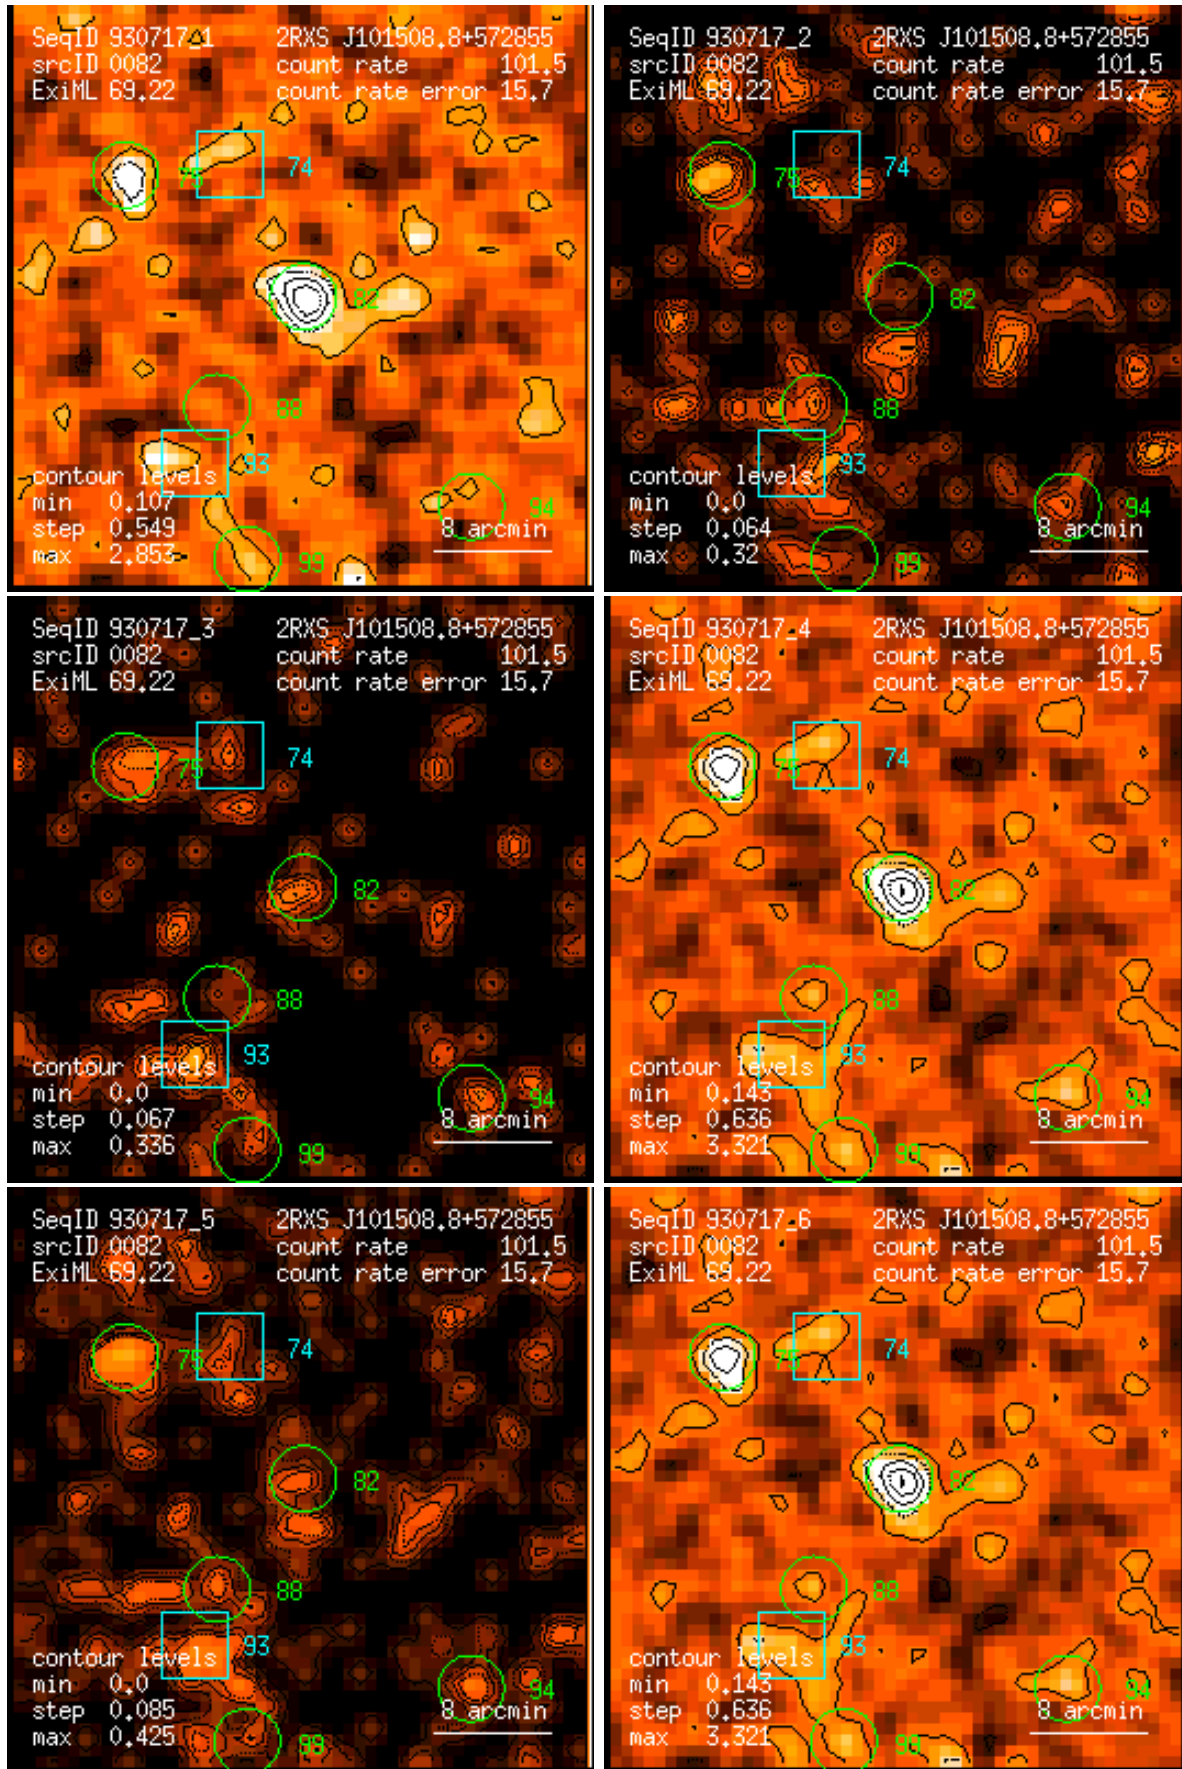 SeqID 930717_1 2RXS J101508.8+572855
srcID 0082 count rate 101.5
ExiML 69.22 count rate error 15.7
74
75
82
88
93
contour levels
min 0.107
94
step 0.549 8 arcmin
max 2.853
99
SeqID 930717_2 2RXS J101508.8+572855
srcID 0082 count rate 101.5
ExiML 69.22 count rate error 15.7
74
75
82
88
93
contour levels
min 0.0
94
step 0.064 8 arcmin
max 0.32
99
SeqID 930717_3 2RXS J101508.8+572855
srcID 0082 count rate 101.5
ExiML 69.22 count rate error 15.7
74
75
82
88
93
contour levels
min 0.0
94
step 0.067 8 arcmin
max 0.336
99
SeqID 930717_4 2RXS J101508.8+572855
srcID 0082 count rate 101.5
ExiML 69.22 count rate error 15.7
74
75
82
88
93
contour levels
min 0.143
94
step 0.636 8 arcmin
max 3.321
99
SeqID 930717_5 2RXS J101508.8+572855
srcID 0082 count rate 101.5
ExiML 69.22 count rate error 15.7
74
75
82
88
93
contour levels
min 0.0
94
step 0.085 8 arcmin
max 0.425
99
SeqID 930717_6 2RXS J101508.8+572855
srcID 0082 count rate 101.5
ExiML 69.22 count rate error 15.7
74
75
82
88
93
contour levels
min 0.143
94
step 0.636 8 arcmin
max 3.321
99